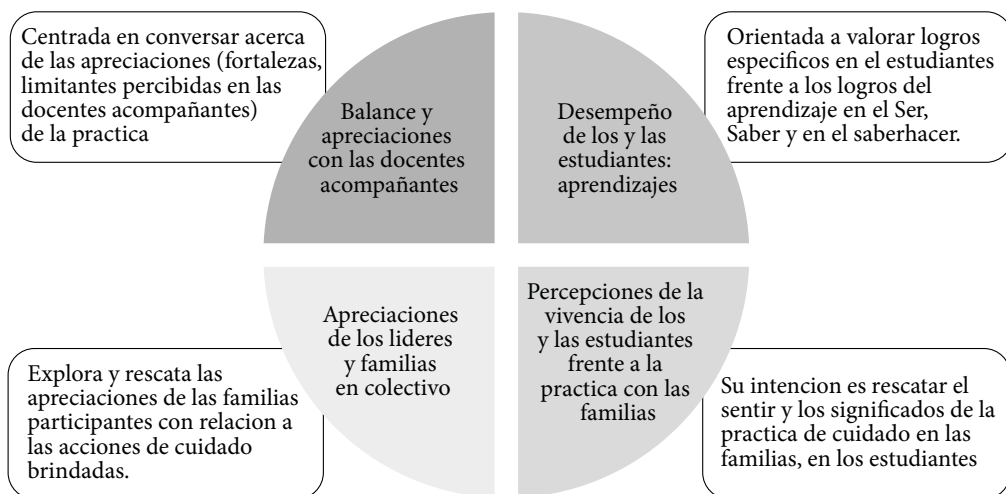 Centrada en conversar acerca
de las apreciaciones (fortalezas,
limitantes percibidas en las
docentes acompañantes)
de la practica
Balance y
apreciaciones
con las docentes
acompañantes
Desempeño
de los y las
estudiantes:
aprendizajes
Orientada a valorar logros
especificos en el estudiantes
frente a los logros del
aprendizaje en el Ser,
Saber y en el saberhacer.
Explora y rescata las
apreciaciones de las familias
participantes con relacion a
las acciones de cuidado
brindadas.
Apreciaciones
de los lideres
y familias
en colectivo
Percepciones de la
vivencia de los
y las estudiantes
frente a la
practica con las
familias
Su intencion es rescatar el
sentir y los significados de la
practica de cuidado en las
familias, en los estudiantes